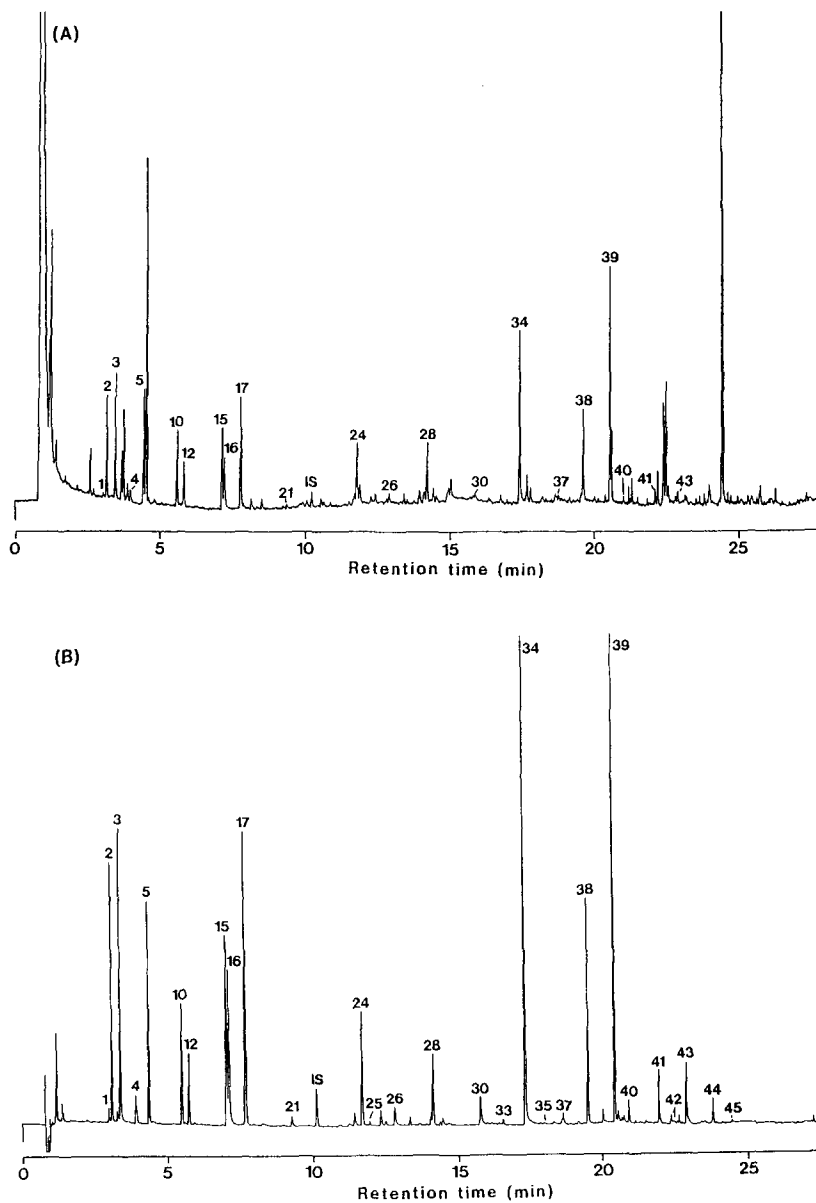 (A)
39
3
34
2 5 17
38
10 15
12 16 24 28
1 4 21 IS 26 30 37 40 41 43
0 5 10 15 20 25
Retention time (min)
(B)
34 39
3 17
2
5 15 38
16
10
24
12 28
IS 41 43
4 30 40 44
1 21 25 26 33 35 37 42 45
0 5 10 15 20 25
Retention time (min)